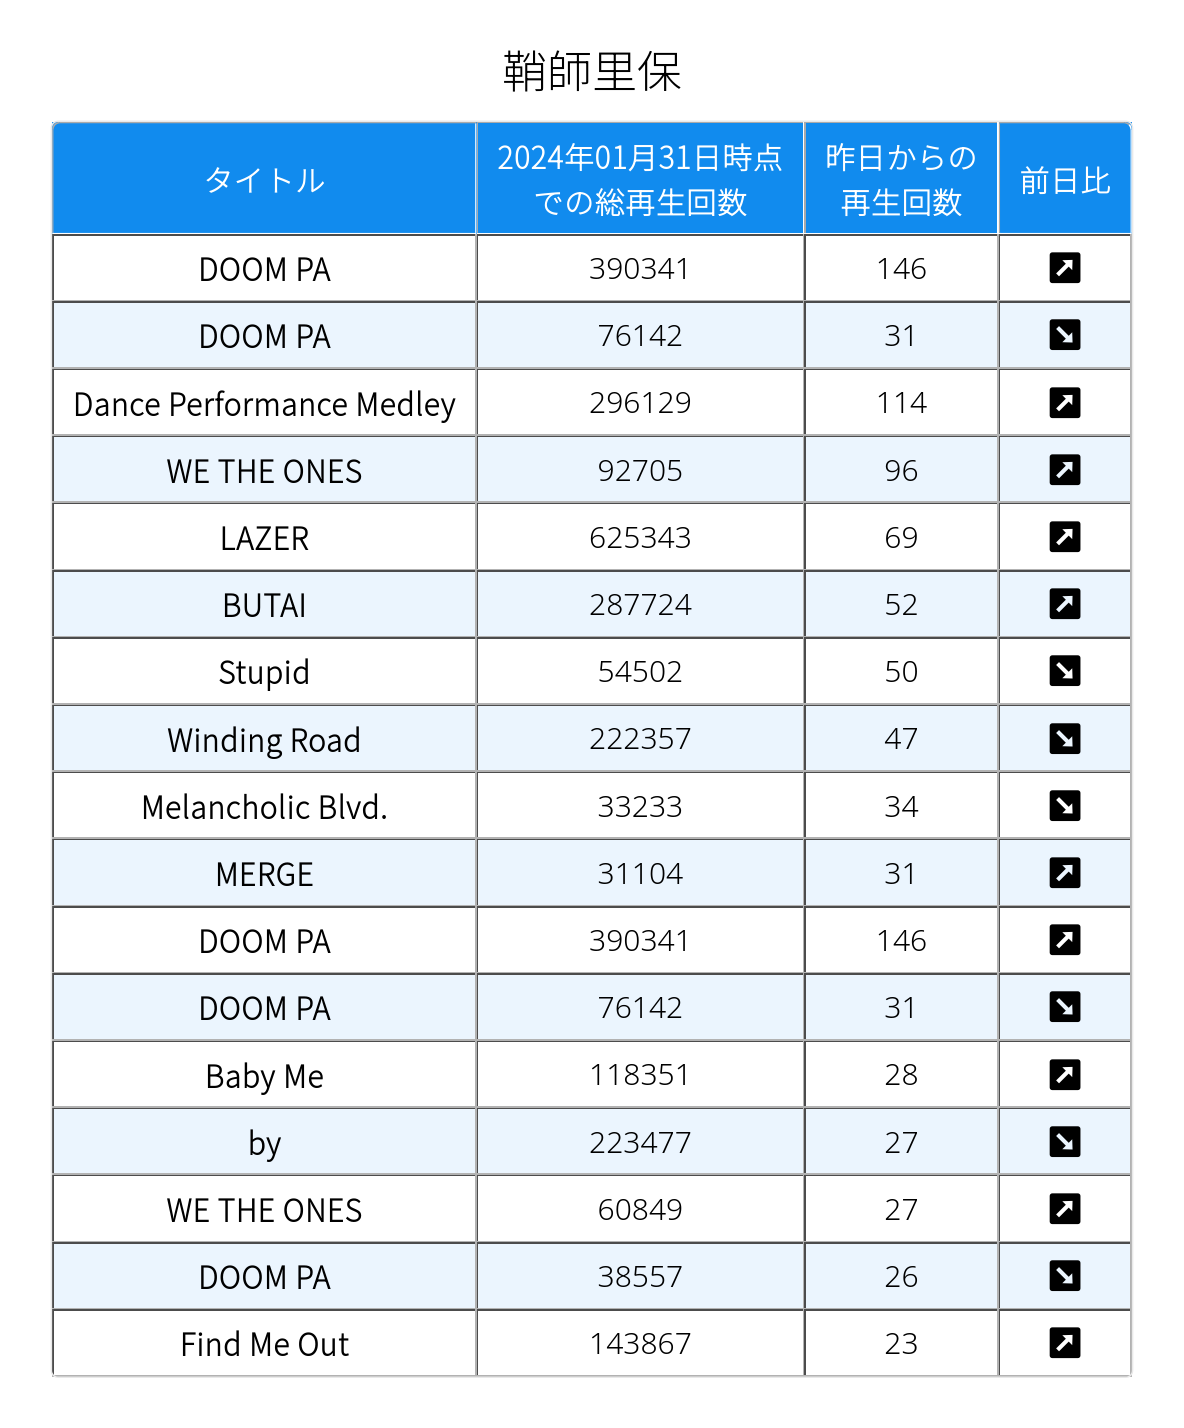 鞘師里保
タイトル
2024年01月31日時点
での総再生回数
昨日からの
再生回数
前日比
DOOM PA 390341 146 ↗
DOOM PA 76142 31 ↘
Dance Performance Medley 296129 114 ↗
WE THE ONES 92705 96 ↗
LAZER 625343 69 ↗
BUTAI 287724 52 ↗
Stupid 54502 50 ↘
Winding Road 222357 47 ↘
Melancholic Blvd. 33233 34 ↘
MERGE 31104 31 ↗
DOOM PA 390341 146 ↗
DOOM PA 76142 31 ↘
Baby Me 118351 28 ↗
by 223477 27 ↘
WE THE ONES 60849 27 ↗
DOOM PA 38557 26 ↘
Find Me Out 143867 23 ↗